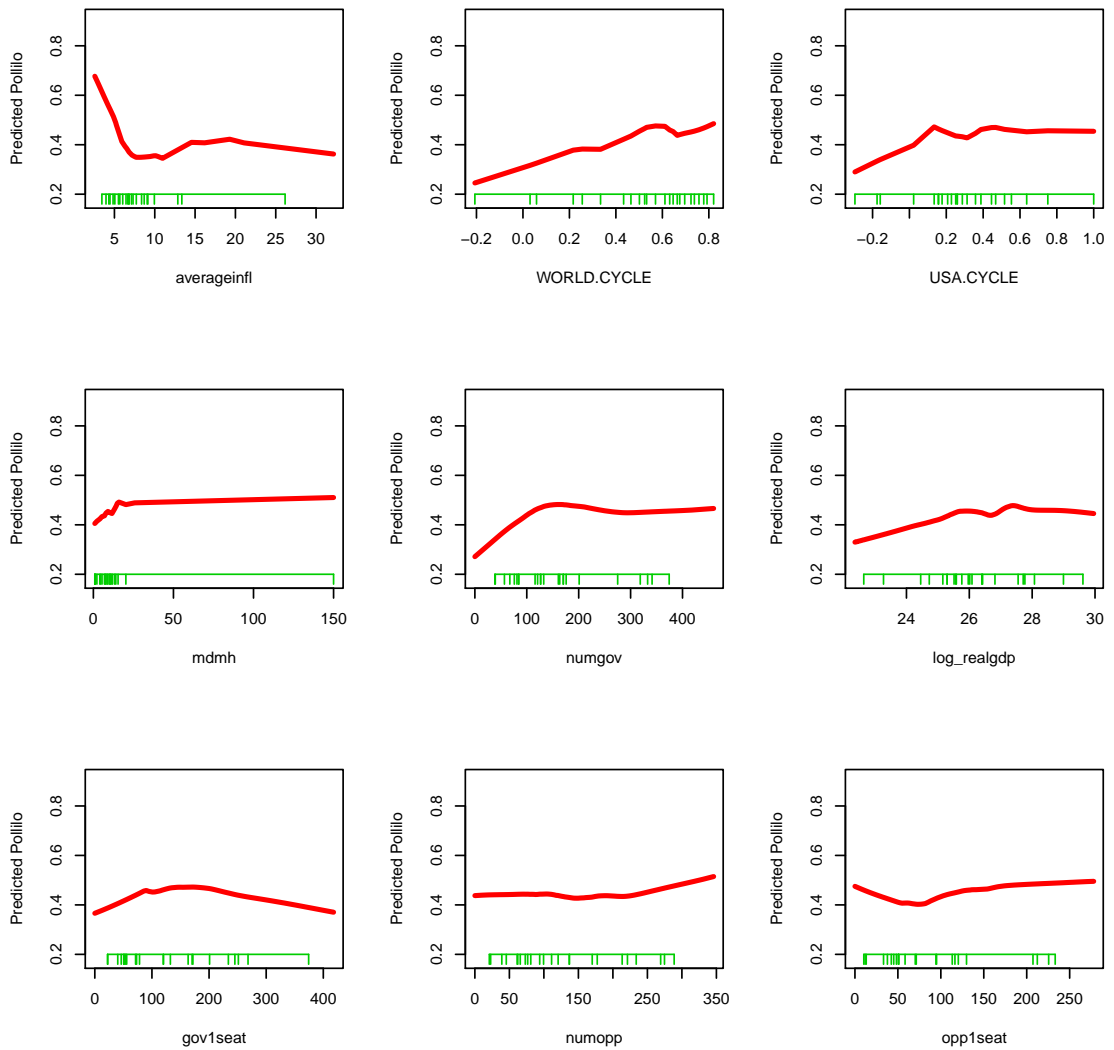 Predicted Pollilo
0.2 0.4 0.6 0.8
5 10 15 20 25 30
averageinfl
Predicted Pollilo
0.2 0.4 0.6 0.8
−0.2 0.0 0.2 0.4 0.6 0.8
WORLD.CYCLE
Predicted Pollilo
0.2 0.4 0.6 0.8
−0.2 0.2 0.4 0.6 0.8 1.0
USA.CYCLE
Predicted Pollilo
0.2 0.4 0.6 0.8
0 50 100 150
mdmh
Predicted Pollilo
0.2 0.4 0.6 0.8
0 100 200 300 400
numgov
Predicted Pollilo
0.2 0.4 0.6 0.8
24 26 28 30
log_realgdp
Predicted Pollilo
0.2 0.4 0.6 0.8
0 100 200 300 400
gov1seat
Predicted Pollilo
0.2 0.4 0.6 0.8
0 50 150 250 350
numopp
Predicted Pollilo
0.2 0.4 0.6 0.8
0 50 100 150 200 250
opp1seat